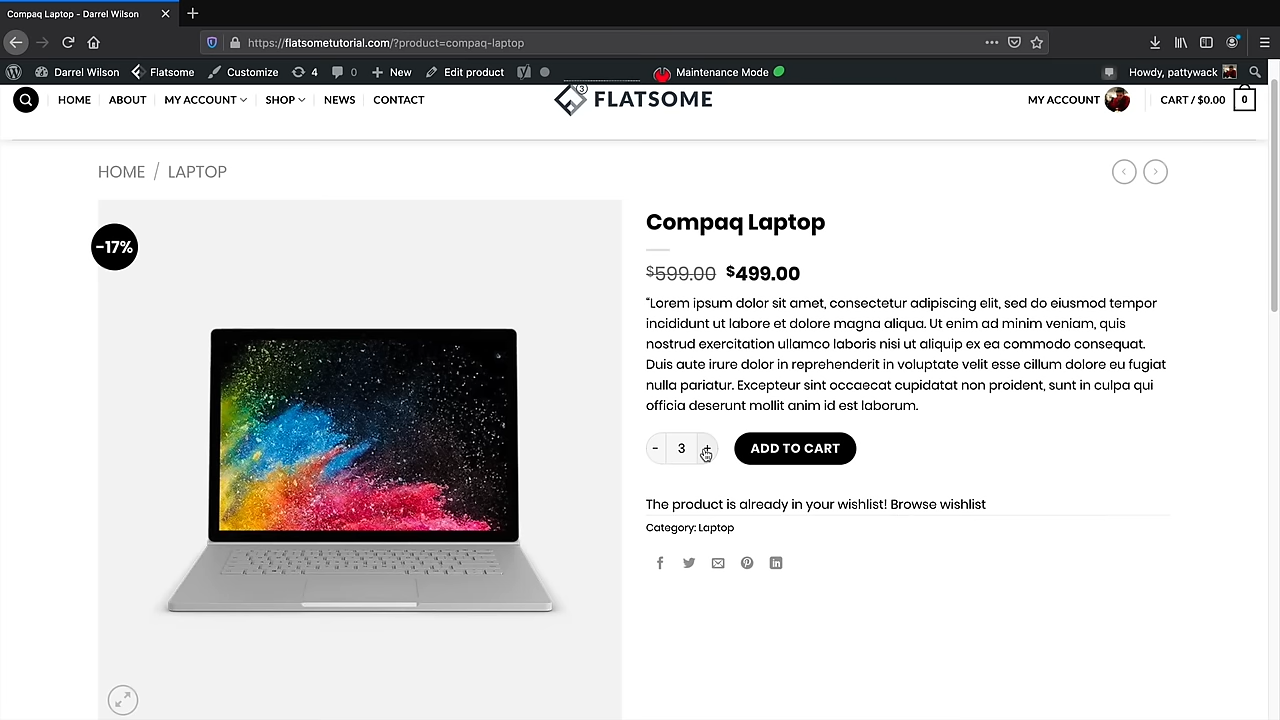 Compaq Laptop - Darrel Wilson
https://flatsometutorial.com/?product=compaq-laptop
Darrel Wilson Flatsome Customize 4 0 New Edit product Maintenance Mode Howdy, pattywack
HOME ABOUT MY ACCOUNT SHOP NEWS CONTACT 3 FLATSOME MY ACCOUNT CART / $0.00 0
HOME / LAPTOP
-17%
Compaq Laptop
$599.00 $499.00
"Lorem ipsum dolor sit amet, consectetur adipiscing elit, sed do eiusmod tempor
incididunt ut labore et dolore magna aliqua. Ut enim ad minim veniam, quis
nostrud exercitation ullamco laboris nisi ut aliquip ex ea commodo consequat.
Duis aute irure dolor in reprehenderit in voluptate velit esse cillum dolore eu fugiat
nulla pariatur. Excepteur sint occaecat cupidatat non proident, sunt in culpa qui
officia deserunt mollit anim id est laborum.
- 3 + ADD TO CART
The product is already in your wishlist! Browse wishlist
Category: Laptop